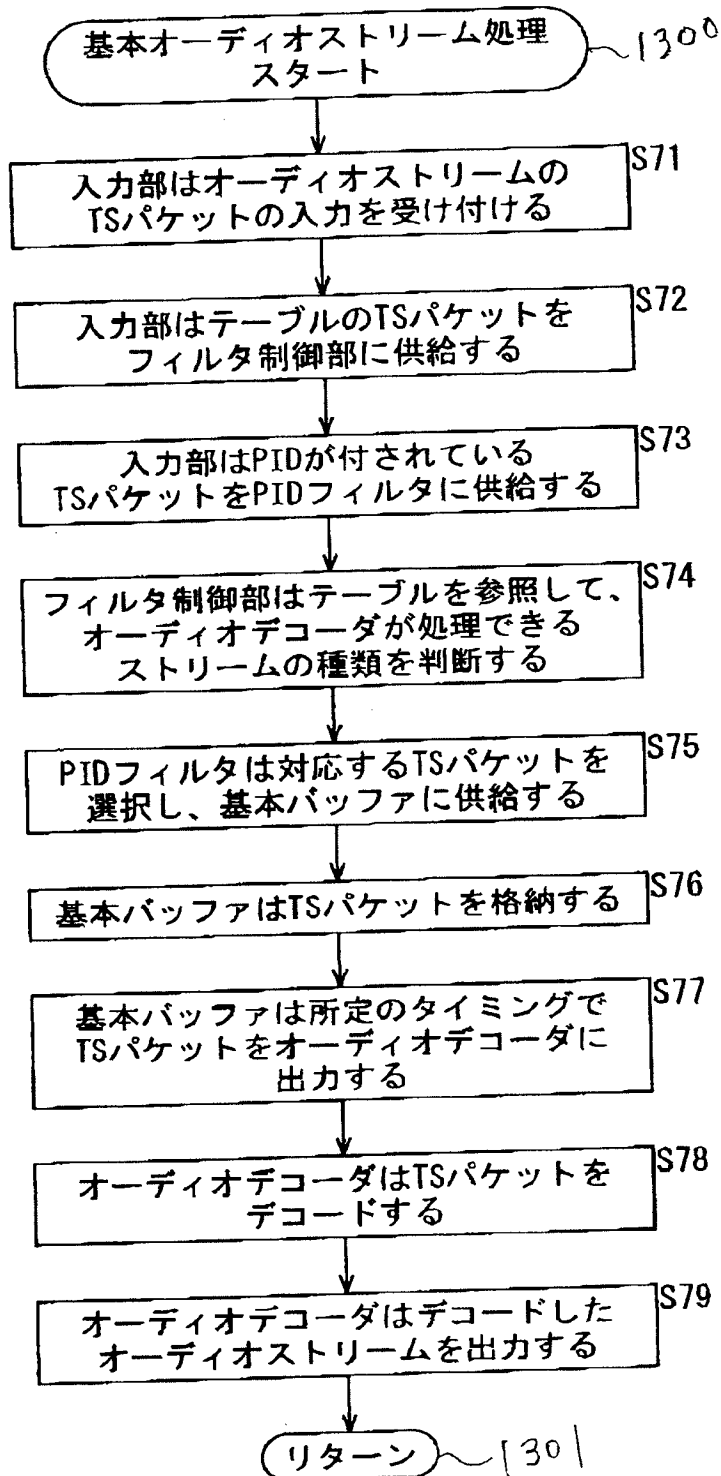 基本オーディオストリーム処理
スタート
1300
S71
入力部はオーディオストリームの
TSパケットの入力を受け付ける
S72
入力部はテーブルのTSパケットを
フィルタ制御部に供給する
S73
入力部はPIDが付されている
TSパケットをPIDフィルタに供給する
S74
フィルタ制御部はテーブルを参照して、
オーディオデコーダが処理できる
ストリームの種類を判断する
S75
PIDフィルタは対応するTSパケットを
選択し、基本バッファに供給する
S76
基本バッファはTSパケットを格納する
S77
基本バッファは所定のタイミングで
TSパケットをオーディオデコーダに
出力する
S78
オーディオデコーダはTSパケットを
デコードする
S79
オーディオデコーダはデコードした
オーディオストリームを出力する
リターン
1301